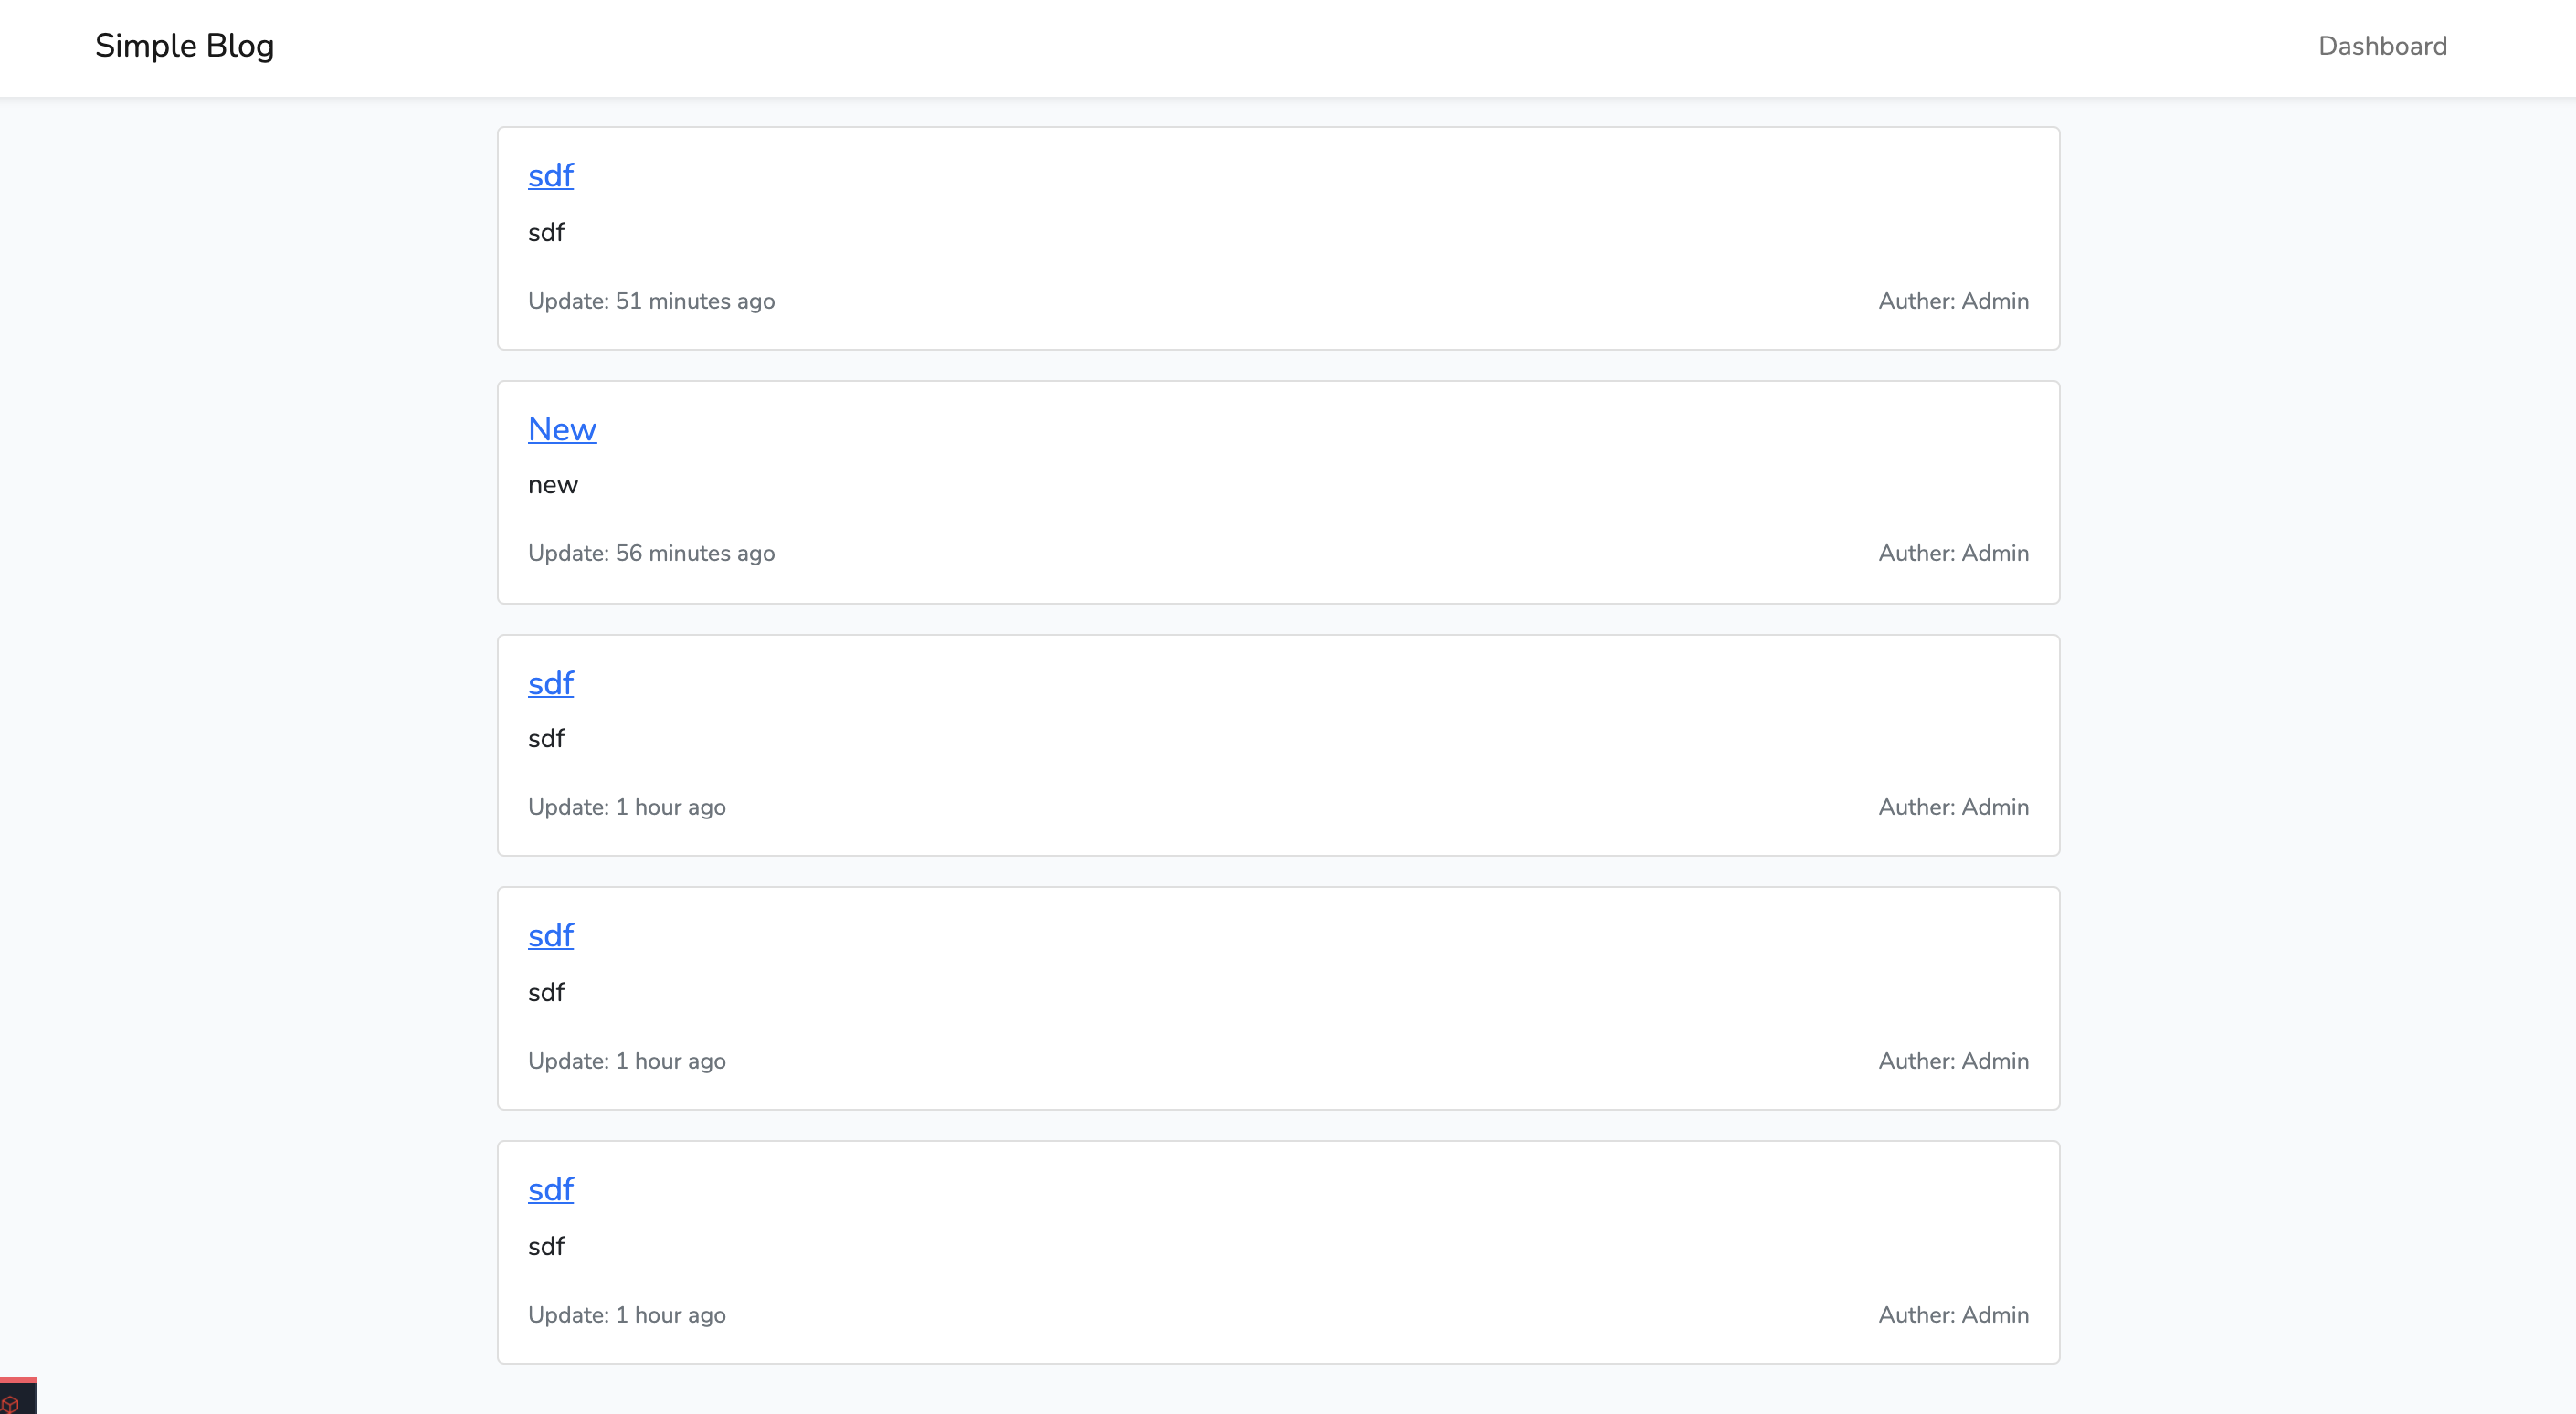 Simple Blog
Dashboard
sdf
sdf
Update: 51 minutes ago
Auther: Admin
New
new
Update: 56 minutes ago
Auther: Admin
sdf
sdf
Update: 1 hour ago
Auther: Admin
sdf
sdf
Update: 1 hour ago
Auther: Admin
sdf
sdf
Update: 1 hour ago
Auther: Admin